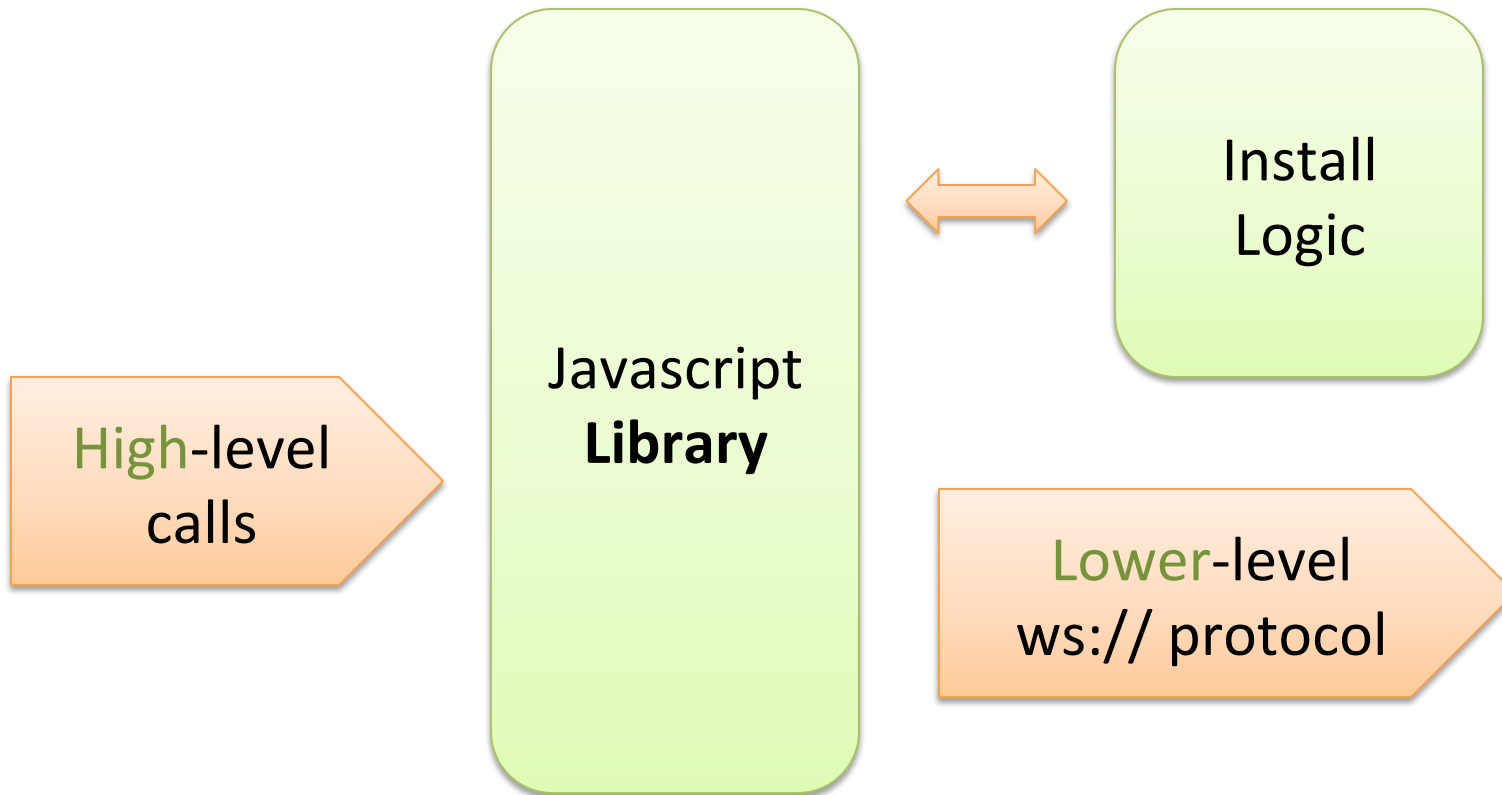 High-level
calls
Javascript
Library
Install
Logic
Lower-level
ws:// protocol